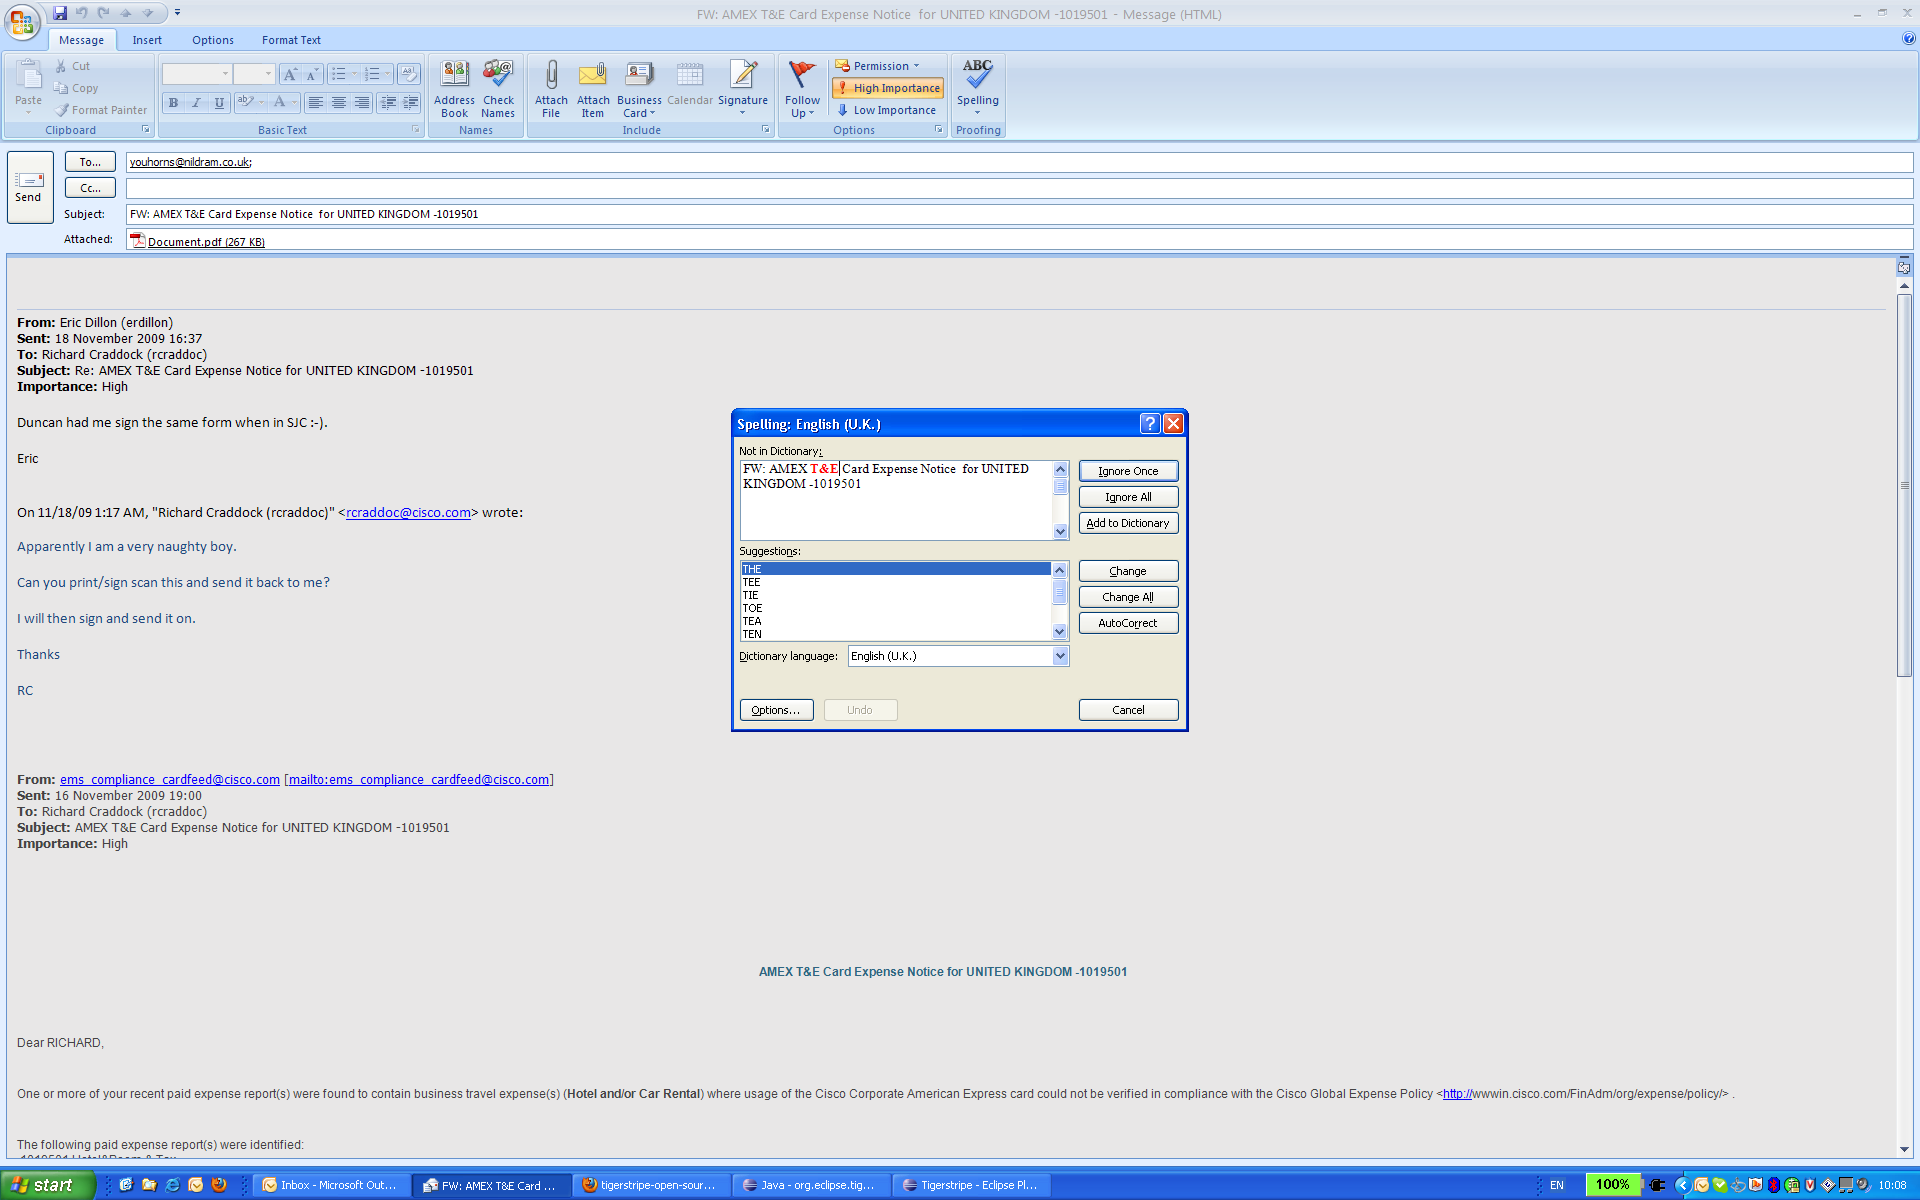 FW: AMEX T&E Card Expense Notice  for UNITED KINGDOM -1019501 - Message (HTML)
Message Insert Options Format Text
Paste
Cut
Copy
Format Painter
Clipboard
B I U
Basic Text
Address Book
Check Names
Names
Attach File
Attach Item
Business Card
Calendar
Signature
Include
Follow Up
Permission
High Importance
Low Importance
Options
ABC
Spelling
Proofing
Send
To... youhorns@nildram.co.uk;
Cc...
Subject: FW: AMEX T&E Card Expense Notice  for UNITED KINGDOM -1019501
Attached: Document.pdf (267 KB)
From: Eric Dillon (erdillon)
Sent: 18 November 2009 16:37
To: Richard Craddock (rcraddoc)
Subject: Re: AMEX T&E Card Expense Notice for UNITED KINGDOM -1019501
Importance: High
Duncan had me sign the same form when in SJC :-).
Eric
On 11/18/09 1:17 AM, "Richard Craddock (rcraddoc)" <rcraddoc@cisco.com> wrote:
Apparently I am a very naughty boy.
Can you print/sign scan this and send it back to me?
I will then sign and send it on.
Thanks
RC
From: ems_compliance_cardfeed@cisco.com [mailto:ems_compliance_cardfeed@cisco.com]
Sent: 16 November 2009 19:00
To: Richard Craddock (rcraddoc)
Subject: AMEX T&E Card Expense Notice for UNITED KINGDOM -1019501
Importance: High
AMEX T&E Card Expense Notice for UNITED KINGDOM -1019501
Dear RICHARD,
One or more of your recent paid expense report(s) were found to contain business travel expense(s) (Hotel and/or Car Rental) where usage of the Cisco Corporate American Express card could not be verified in compliance with the Cisco Global Expense Policy <http://wwwin.cisco.com/FinAdm/org/expense/policy/> .
The following paid expense report(s) were identified:
1019501 Hotel&Room & Tax
Spelling: English (U.K.)
Not in Dictionary:
FW: AMEX T&E Card Expense Notice  for UNITED
KINGDOM -1019501
Ignore Once
Ignore All
Add to Dictionary
Suggestions:
THE
TEE
TIE
TOE
TEA
TEN
Change
Change All
AutoCorrect
Dictionary language: English (U.K.)
Options... Undo Cancel
start
Inbox - Microsoft Out...
FW: AMEX T&E Card ...
tigerstripe-open-sour...
Java - org.eclipse.tig...
Tigerstripe - Eclipse Pl...
EN
100%
10:08